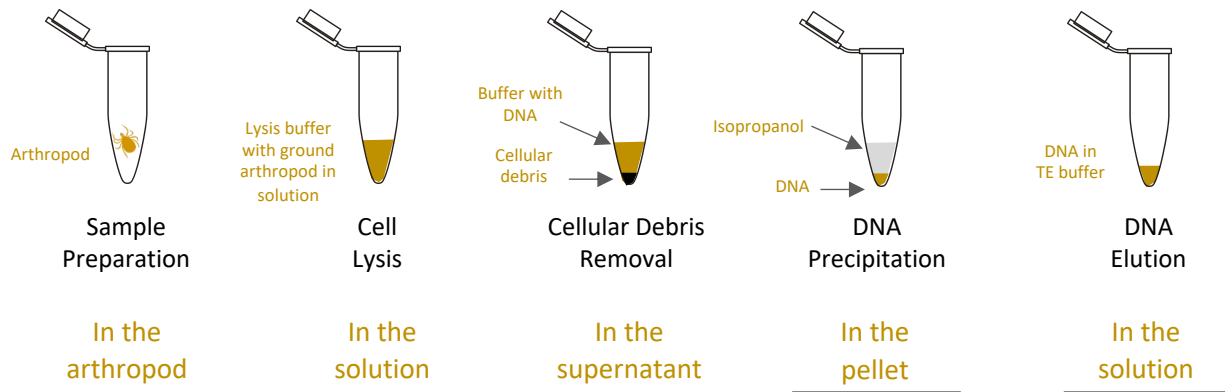 Arthropod
Lysis buffer
with ground
arthropod in
solution
Buffer with
DNA
Cellular
debris
Isopropanol
DNA
DNA in
TE buffer
Sample
Preparation
Cell
Lysis
Cellular Debris
Removal
DNA
Precipitation
DNA
Elution
In the
arthropod
In the
solution
In the
supernatant
In the
pellet
In the
solution